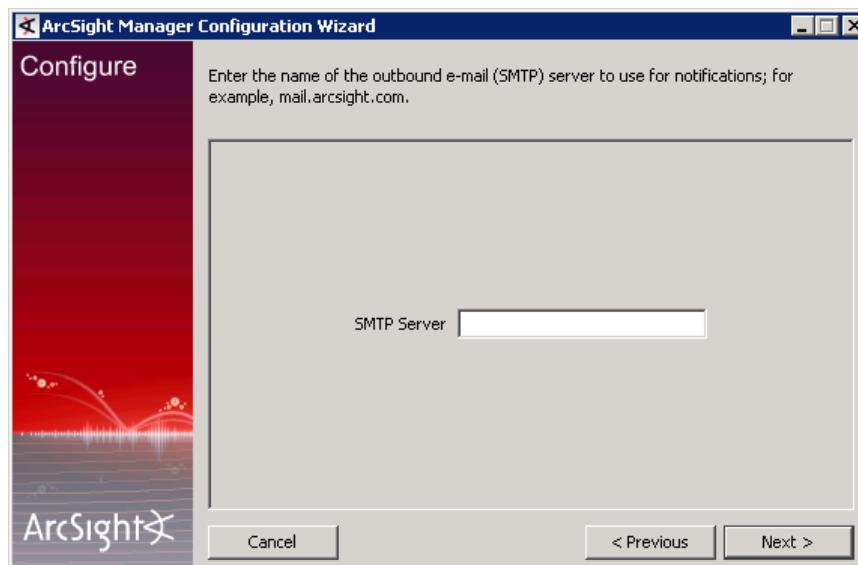 ArcSight Manager Configuration Wizard
Configure
Enter the name of the outbound e-mail (SMTP) server to use for notifications; for
example, mail.arcsight.com.
SMTP Server
ArcSight
Cancel
< Previous
Next >